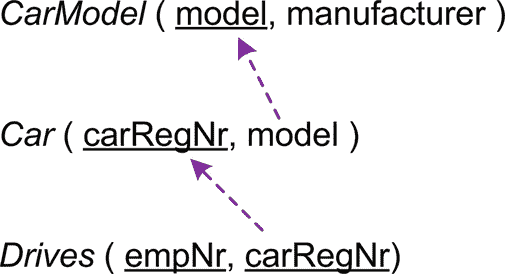 CarModel ( model, manufacturer )
Car ( carRegNr, model )
Drives ( empNr, carRegNr)